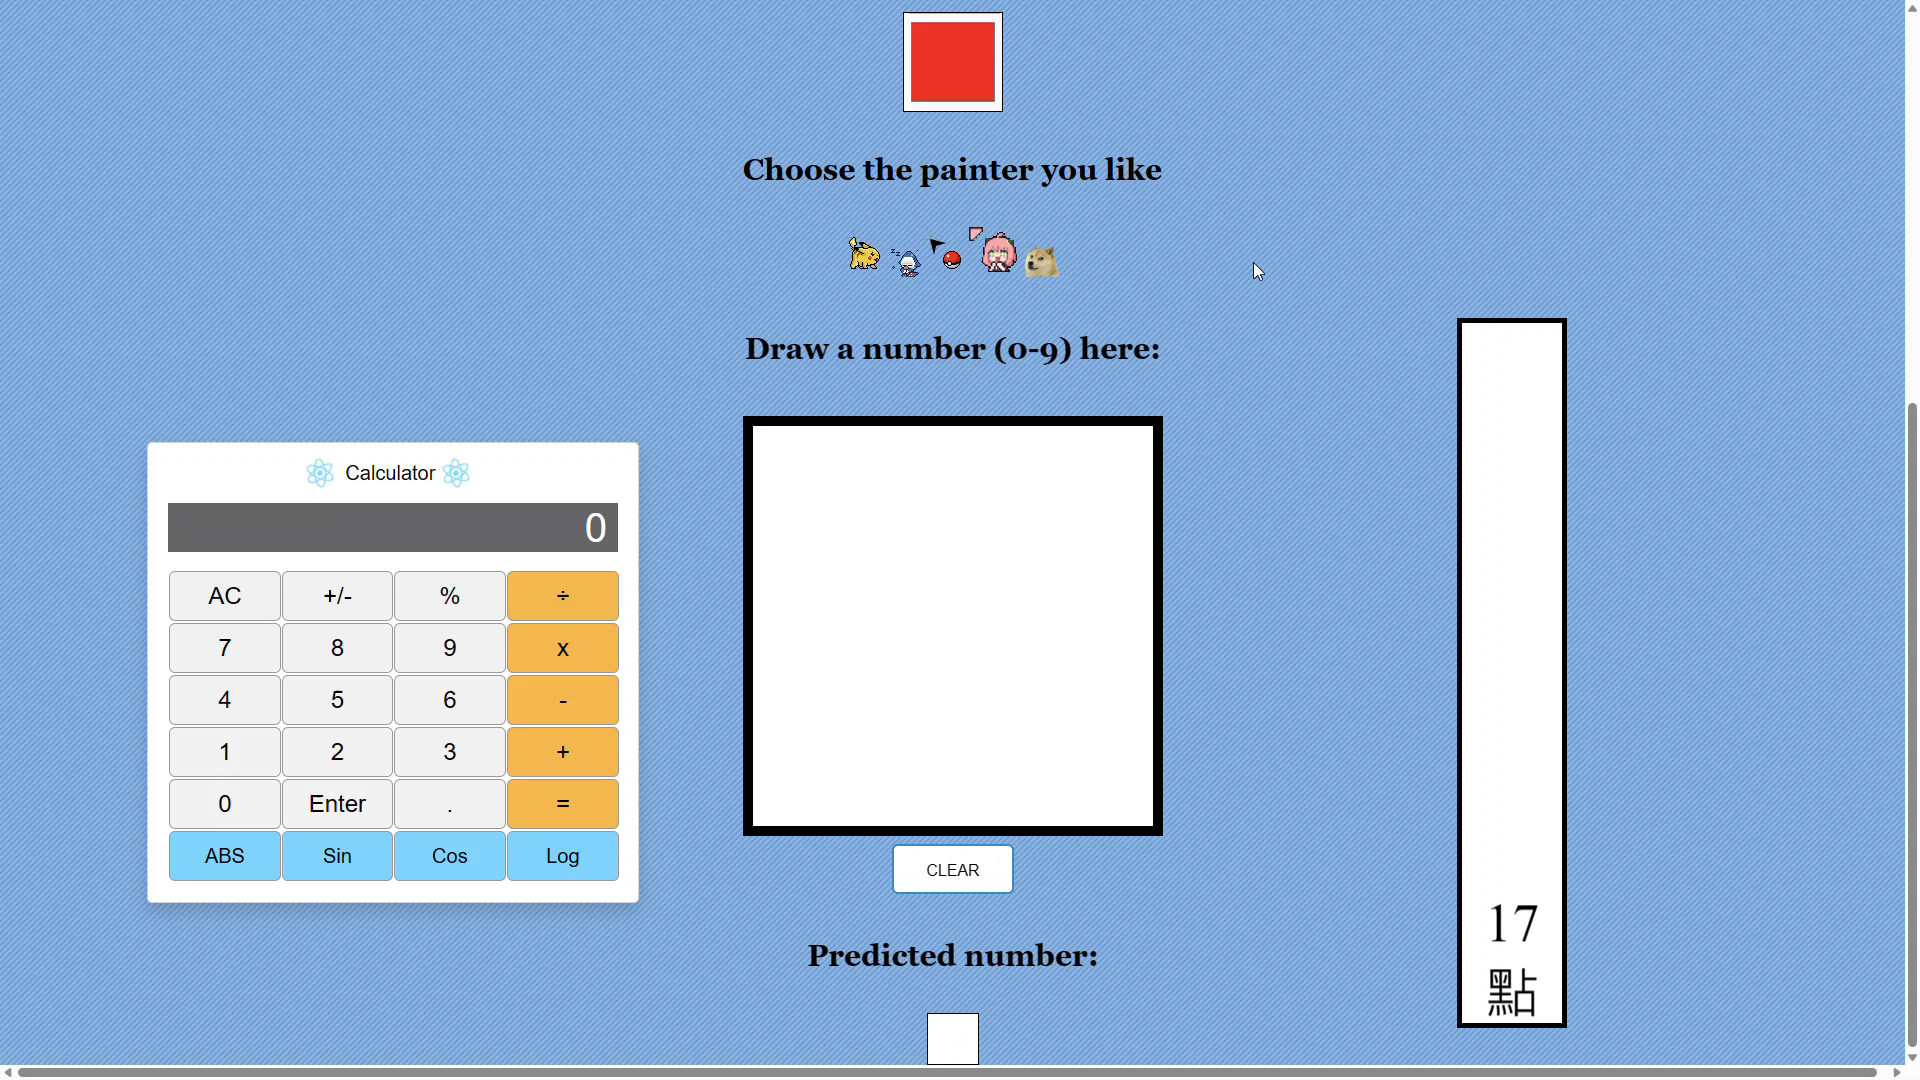 Choose the painter you like
Draw a number (0-9) here:
Calculator
0
AC +/- % ÷
7 8 9 x
4 5 6 -
1 2 3 +
0 Enter . =
ABS Sin Cos Log
CLEAR
Predicted number:
17
點